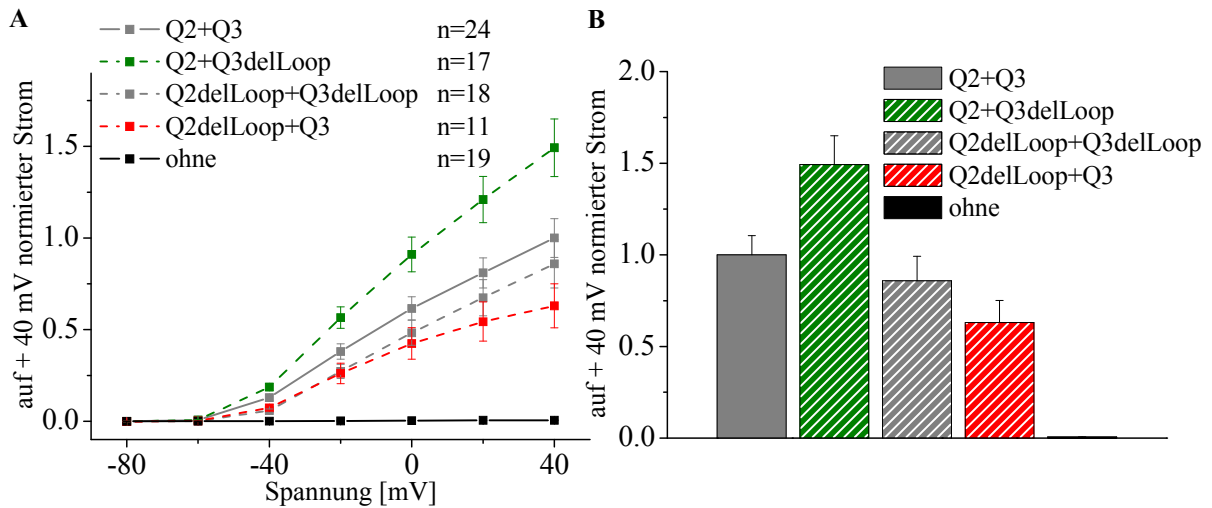 A
Q2+Q3 n=24
Q2+Q3delLoop n=17
Q2delLoop+Q3delLoop n=18
Q2delLoop+Q3 n=11
ohne n=19
auf + 40 mV normierter Strom
1.5
1.0
0.5
0.0
-80 -40 0 40
Spannung [mV]
B
Q2+Q3
Q2+Q3delLoop
Q2delLoop+Q3delLoop
Q2delLoop+Q3
ohne
auf + 40 mV normierter Strom
2.0
1.5
1.0
0.5
0.0